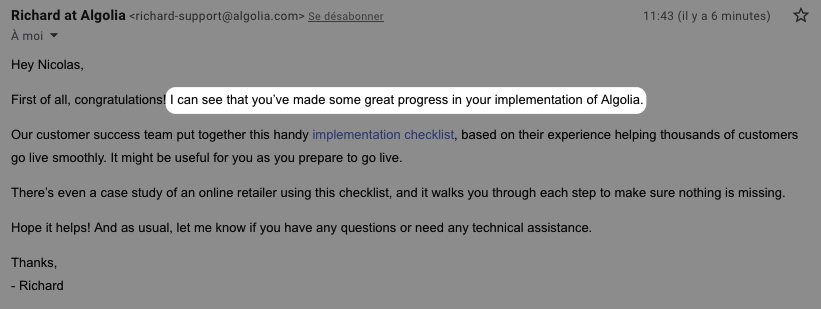 Richard at Algolia <richard-support@algolia.com> Se désabonner 11:43 (il y a 6 minutes)
À moi
Hey Nicolas,
First of all, congratulations! I can see that you've made some great progress in your implementation of Algolia.
Our customer success team put together this handy implementation checklist, based on their experience helping thousands of customers
go live smoothly. It might be useful for you as you prepare to go live.
There's even a case study of an online retailer using this checklist, and it walks you through each step to make sure nothing is missing.
Hope it helps! And as usual, let me know if you have any questions or need any technical assistance.
Thanks,
- Richard